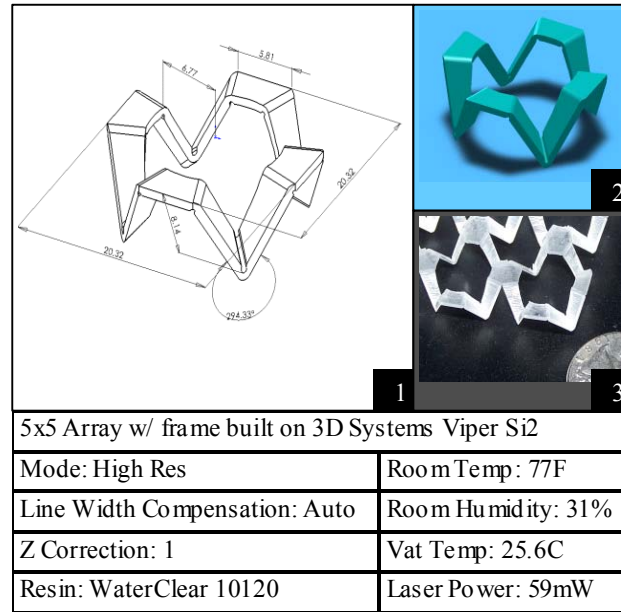 5.81
6.77
20.32
8.14
20.32
294.33°
1
2
3
5x5 Array w/ frame built on 3D Systems Viper Si2
Mode: High Res
Room Temp: 77F
Line Width Compensation: Auto
Room Humidity: 31%
Z Correction: 1
Vat Temp: 25.6C
Resin: WaterClear 10120
Laser Power: 59mW